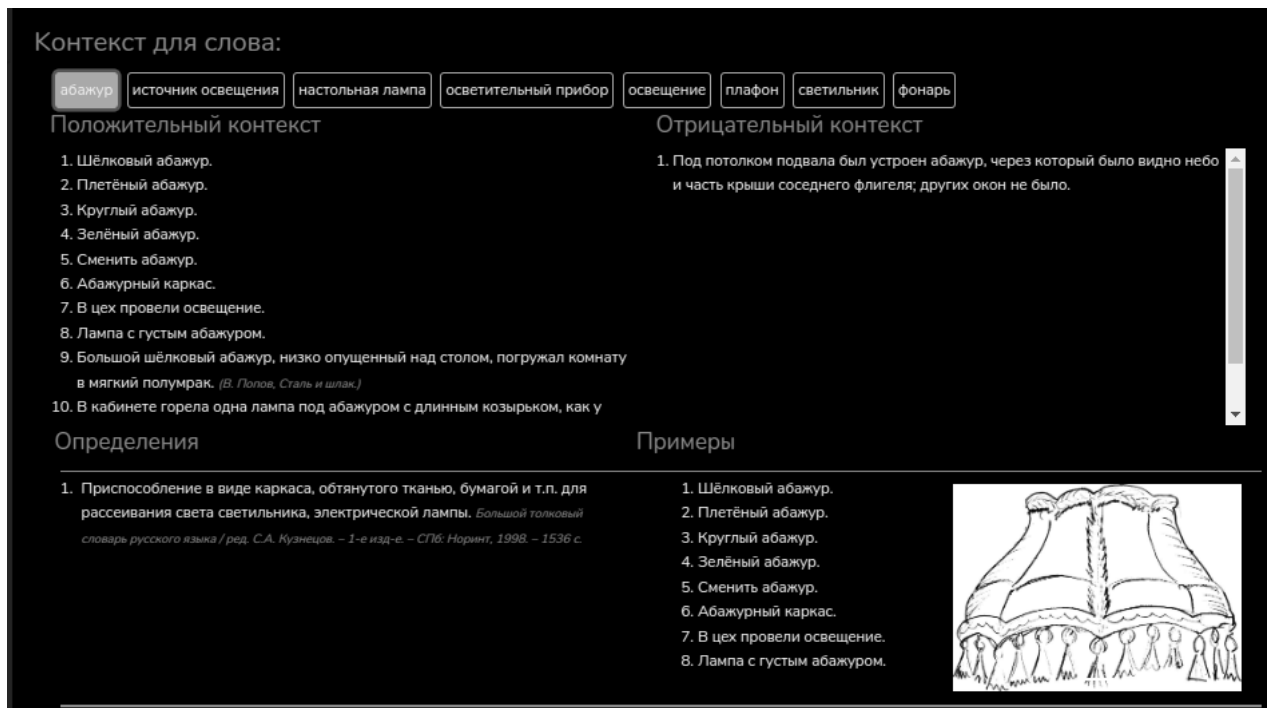 Контекст для слова:
абажур источник освещения настольная лампа осветительный прибор освещение плафон светильник фонарь
Положительный контекст
1. Шёлковый абажур.
2. Плетёный абажур.
3. Круглый абажур.
4. Зелёный абажур.
5. Сменить абажур.
6. Абажурный каркас.
7. В цех провели освещение.
8. Лампа с густым абажуром.
9. Большой шёлковый абажур, низко опущенный над столом, погружал комнату
в мягкий полумрак. (В. Попов, Сталь и шлак.)
10. В кабинете горела одна лампа под абажуром с длинным козырьком, как у
Отрицательный контекст
1. Под потолком подвала был устроен абажур, через который было видно небо
и часть крыши соседнего флигеля; других окон не было.
Определения
1. Приспособление в виде каркаса, обтянутого тканью, бумагой и т.п. для
рассеивания света светильника, электрической лампы. Большой толковый
словарь русского языка / ред. С.А. Кузнецов. – 1-е изд-е. – СПб: Норинт, 1998. – 1536 с.
Примеры
1. Шёлковый абажур.
2. Плетёный абажур.
3. Круглый абажур.
4. Зелёный абажур.
5. Сменить абажур.
6. Абажурный каркас.
7. В цех провели освещение.
8. Лампа с густым абажуром.